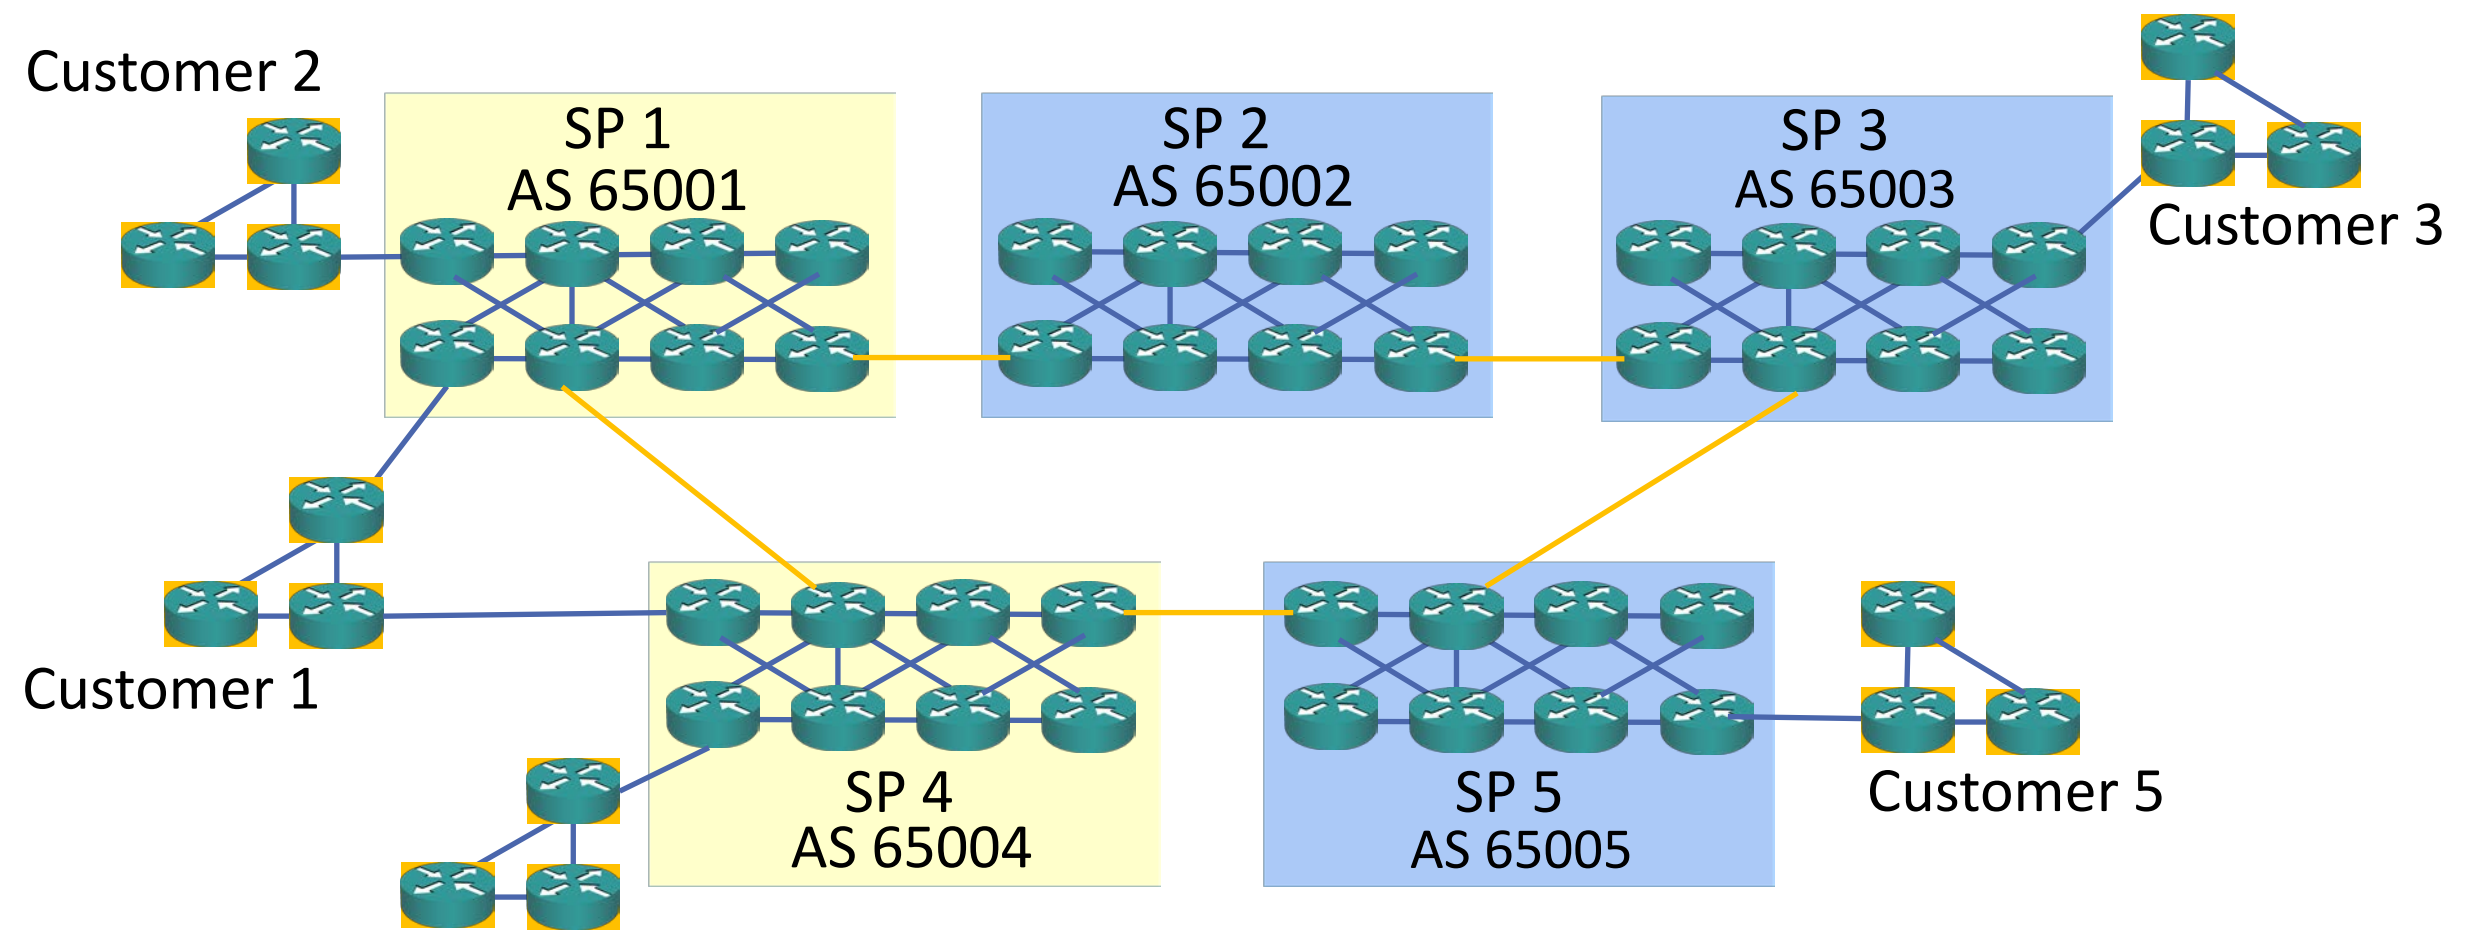 Customer 2
SP 1
AS 65001
SP 2
AS 65002
SP 3
AS 65003
Customer 3
Customer 1
SP 4
AS 65004
SP 5
AS 65005
Customer 5